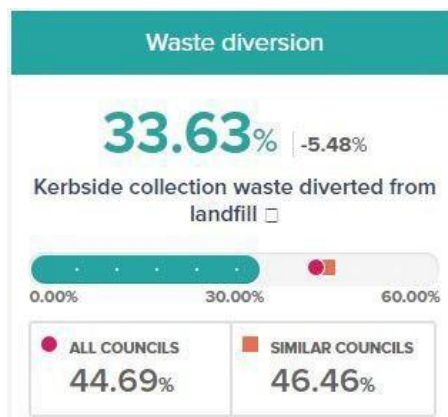 Waste diversion
33.63% -5.48%
Kerbside collection waste diverted from
landfill
0.00% 30.00% 60.00%
ALL COUNCILS SIMILAR COUNCILS
44.69% 46.46%